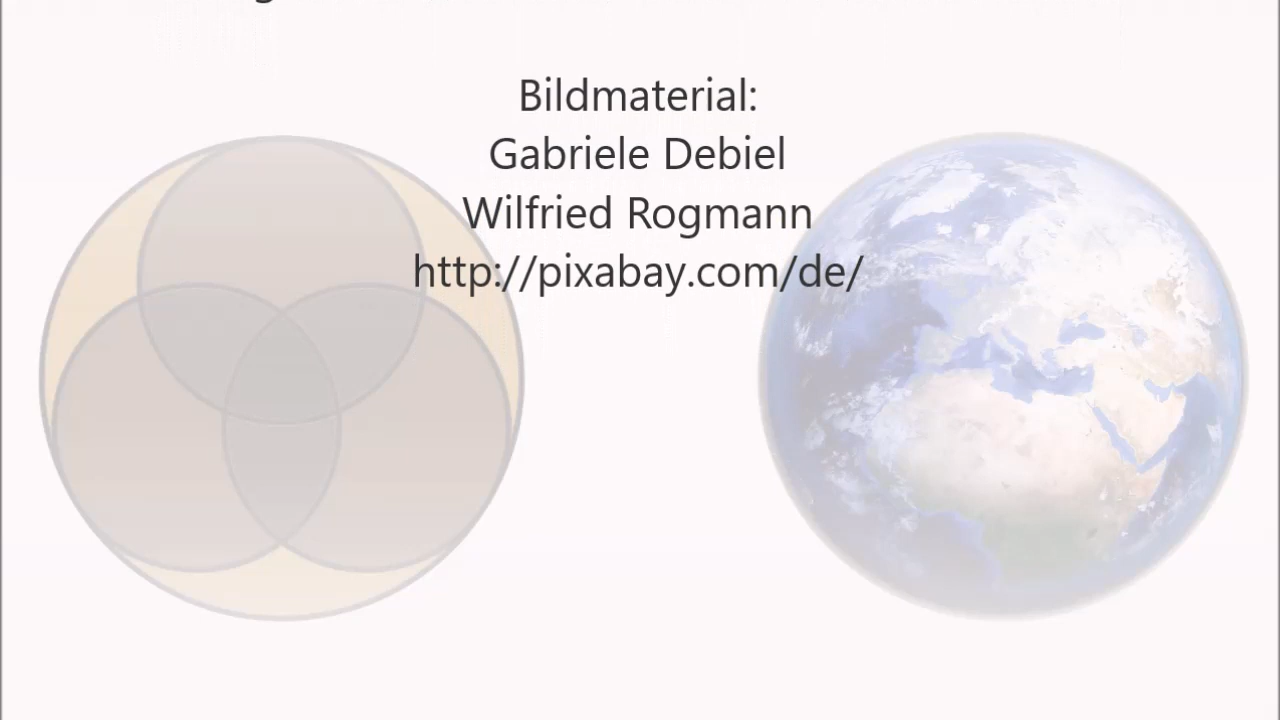 Bildmaterial:
Gabriele Debiel
Wilfried Rogmann
http://pixabay.com/de/